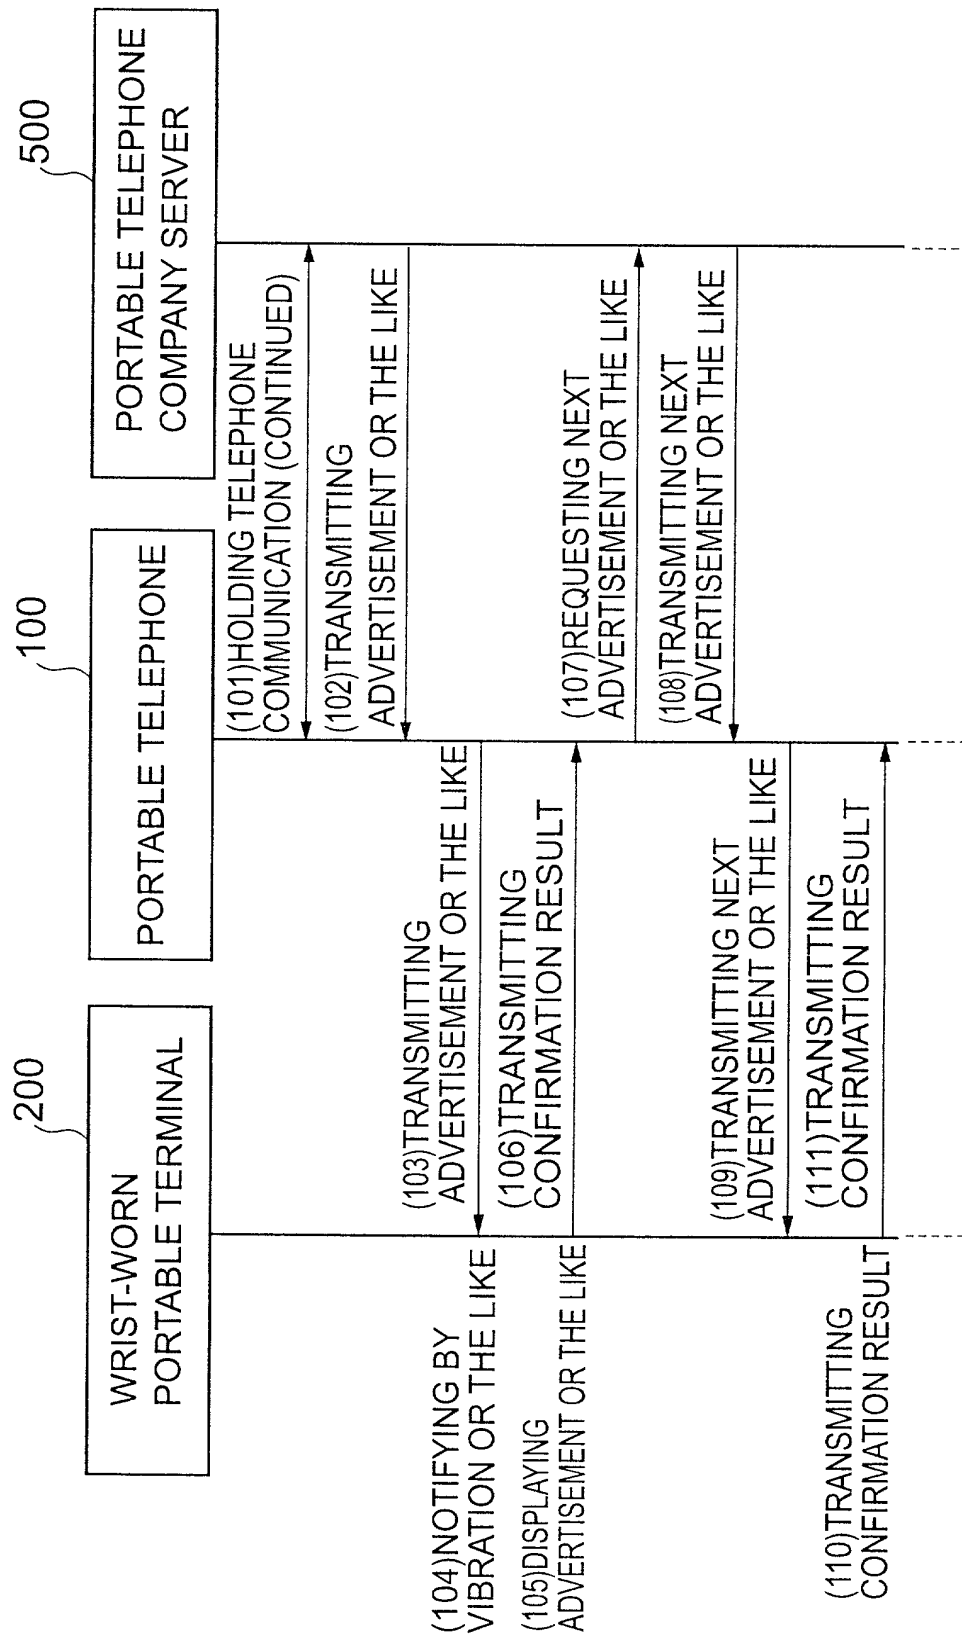 200
WRIST-WORN
PORTABLE TERMINAL
100
PORTABLE TELEPHONE
500
PORTABLE TELEPHONE
COMPANY SERVER
(101)HOLDING TELEPHONE
COMMUNICATION (CONTINUED)
(102)TRANSMITTING
ADVERTISEMENT OR THE LIKE
(103)TRANSMITTING
ADVERTISEMENT OR THE LIKE
(104)NOTIFYING BY
VIBRATION OR THE LIKE
(105)DISPLAYING
ADVERTISEMENT OR THE LIKE
(106)TRANSMITTING
CONFIRMATION RESULT
(107)REQUESTING NEXT
ADVERTISEMENT OR THE LIKE
(108)TRANSMITTING NEXT
ADVERTISEMENT OR THE LIKE
(109)TRANSMITTING NEXT
ADVERTISEMENT OR THE LIKE
(110)TRANSMITTING
CONFIRMATION RESULT
(111)TRANSMITTING
CONFIRMATION RESULT